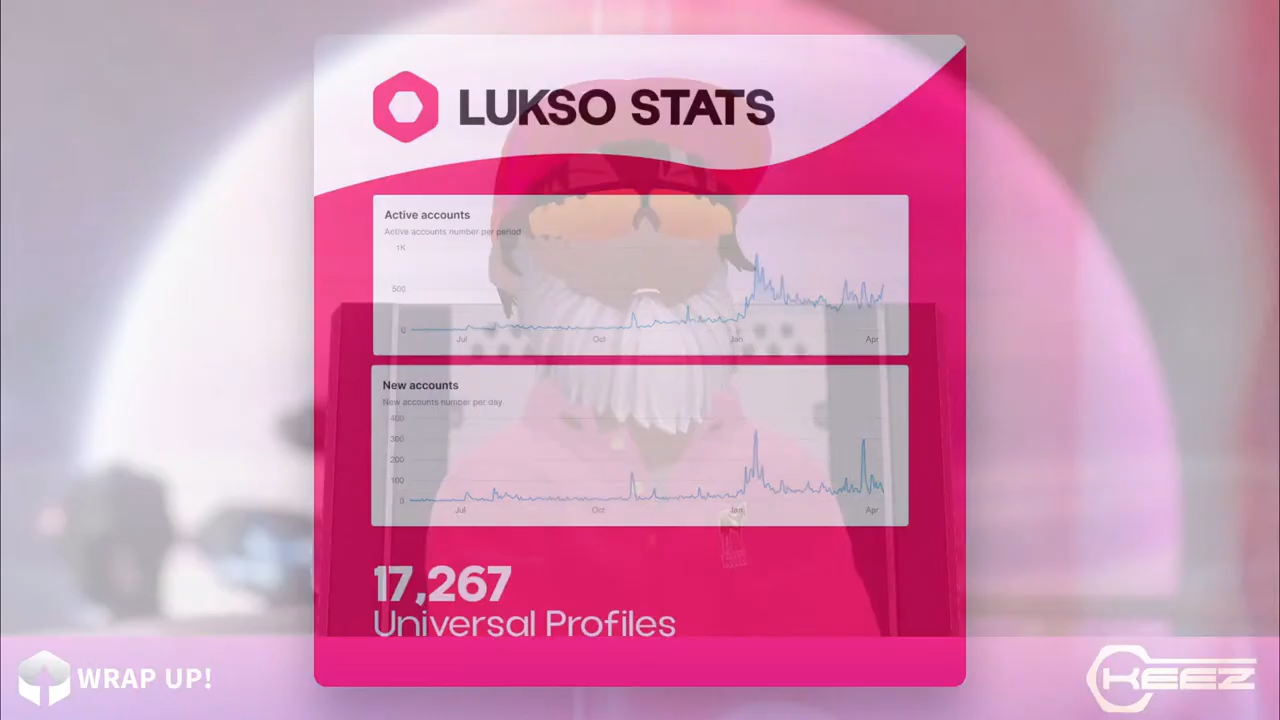 LUKSO STATS
Active accounts
Active accounts number per period
1K
500
0
Jul Oct Jan Apr
New accounts
New accounts number per day
400
300
200
100
0
Jul Oct Jan Apr
17,267
Universal Profiles
WRAP UP!
KEEZ